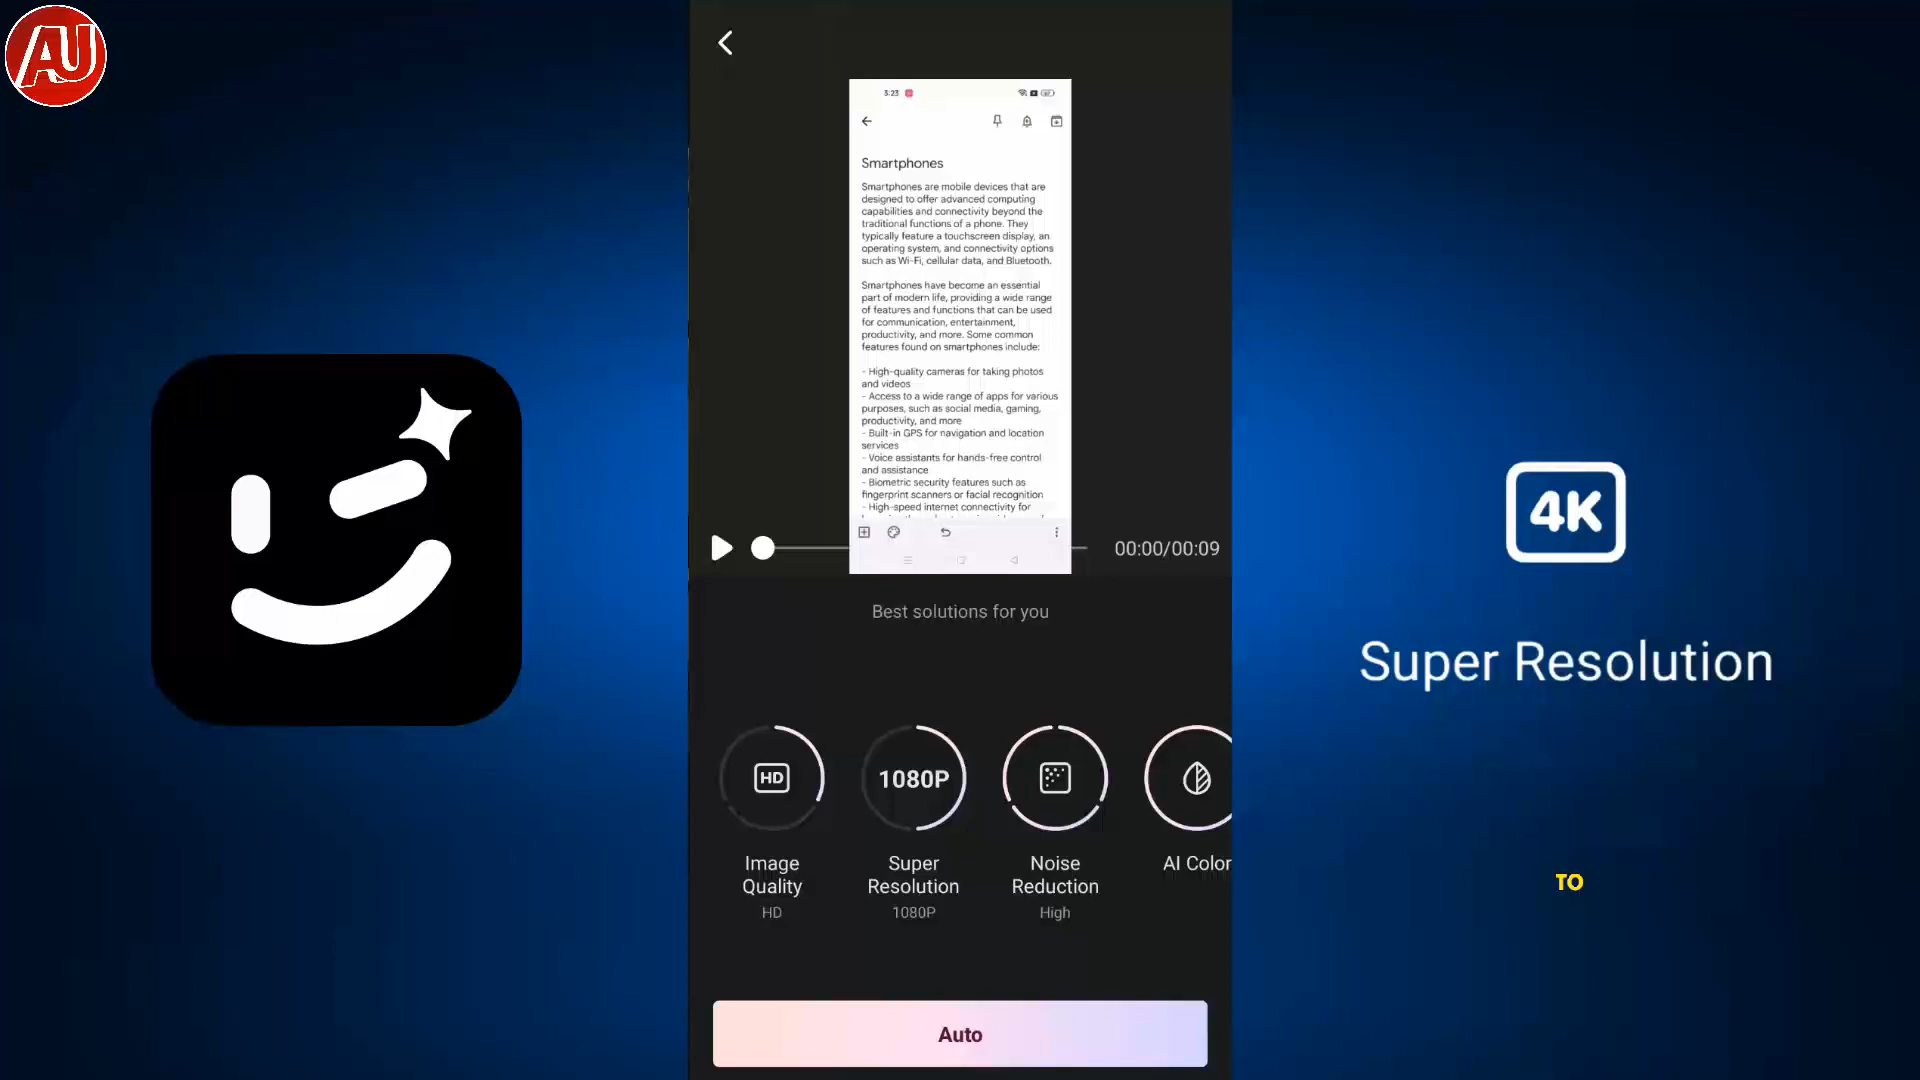 AU
3:23
Smartphones
Smartphones are mobile devices that are
designed to offer advanced computing
capabilities and connectivity beyond the
traditional functions of a phone. They
typically feature a touchscreen display, an
operating system, and connectivity options
such as Wi-Fi, cellular data, and Bluetooth.
Smartphones have become an essential
part of modern life, providing a wide range
of features and functions that can be used
for communication, entertainment,
productivity, and more. Some common
features found on smartphones include:
- High-quality cameras for taking photos
and videos
- Access to a wide range of apps for various
purposes, such as social media, gaming,
productivity, and more
- Built-in GPS for navigation and location
services
- Voice assistants for hands-free control
and assistance
- Biometric security features such as
fingerprint scanners or facial recognition
- High-speed internet connectivity for
00:00/00:09
Best solutions for you
HD
1080P
Image
Quality
HD
Super
Resolution
1080P
Noise
Reduction
High
AI Color
Auto
4K
Super Resolution
TO